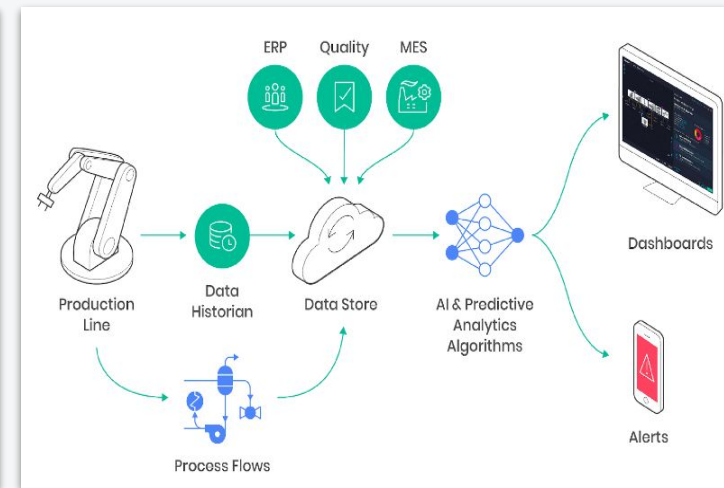 ERP
Quality
MES
Production
Line
Data
Historian
Data Store
AI & Predictive
Analytics
Algorithms
Dashboards
Process Flows
Alerts